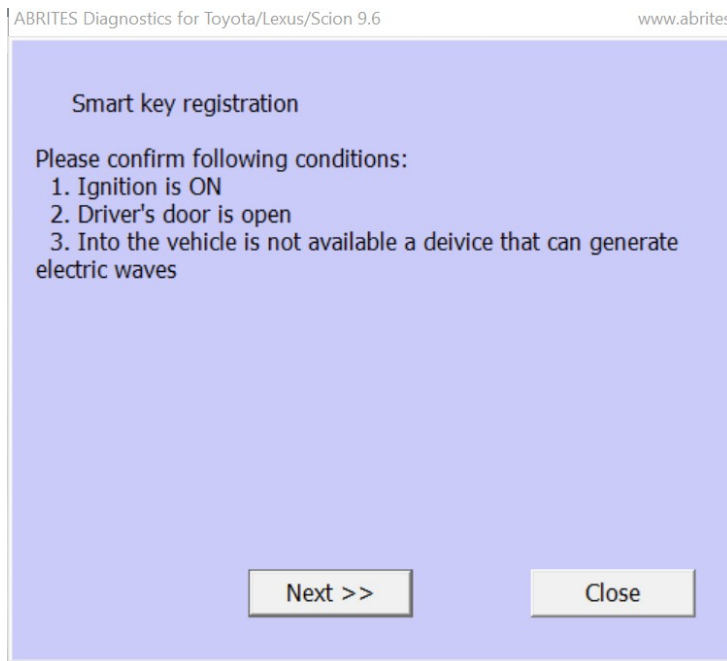 ABRITES Diagnostics for Toyota/Lexus/Scion 9.6 www.abrites
Smart key registration
Please confirm following conditions:
1. Ignition is ON
2. Driver's door is open
3. Into the vehicle is not available a deivice that can generate
electric waves
Next >> Close